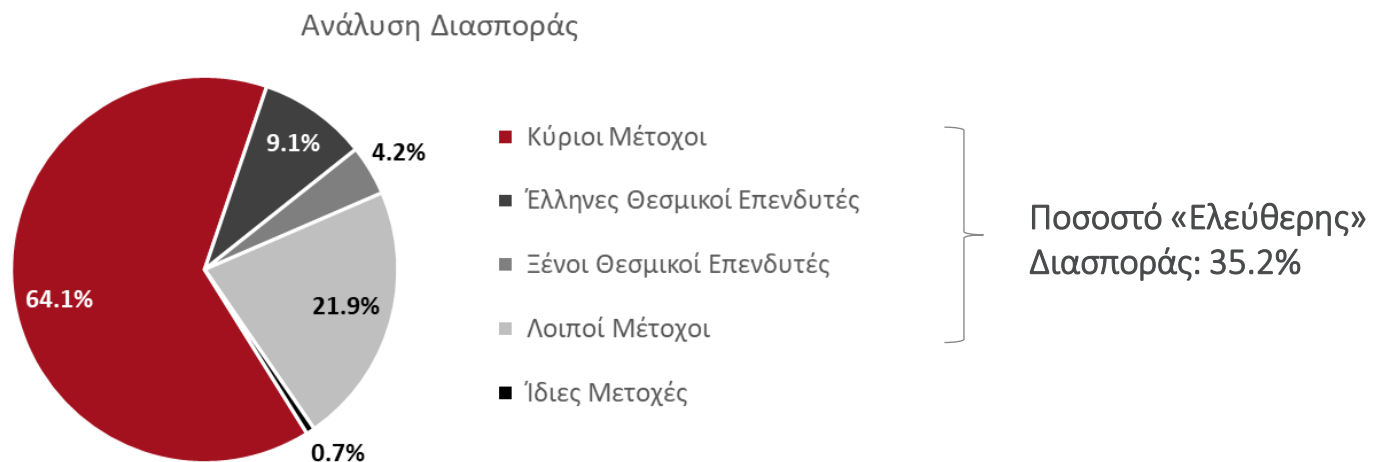 Ανάλυση Διασποράς
9.1%
4.2%
64.1%
21.9%
0.7%
Κύριοι Μέτοχοι
Έλληνες Θεσμικοί Επενδυτές
Ξένοι Θεσμικοί Επενδυτές
Λοιποί Μέτοχοι
Ίδιες Μετοχές
Ποσοστό «Ελεύθερης»
Διασποράς: 35.2%